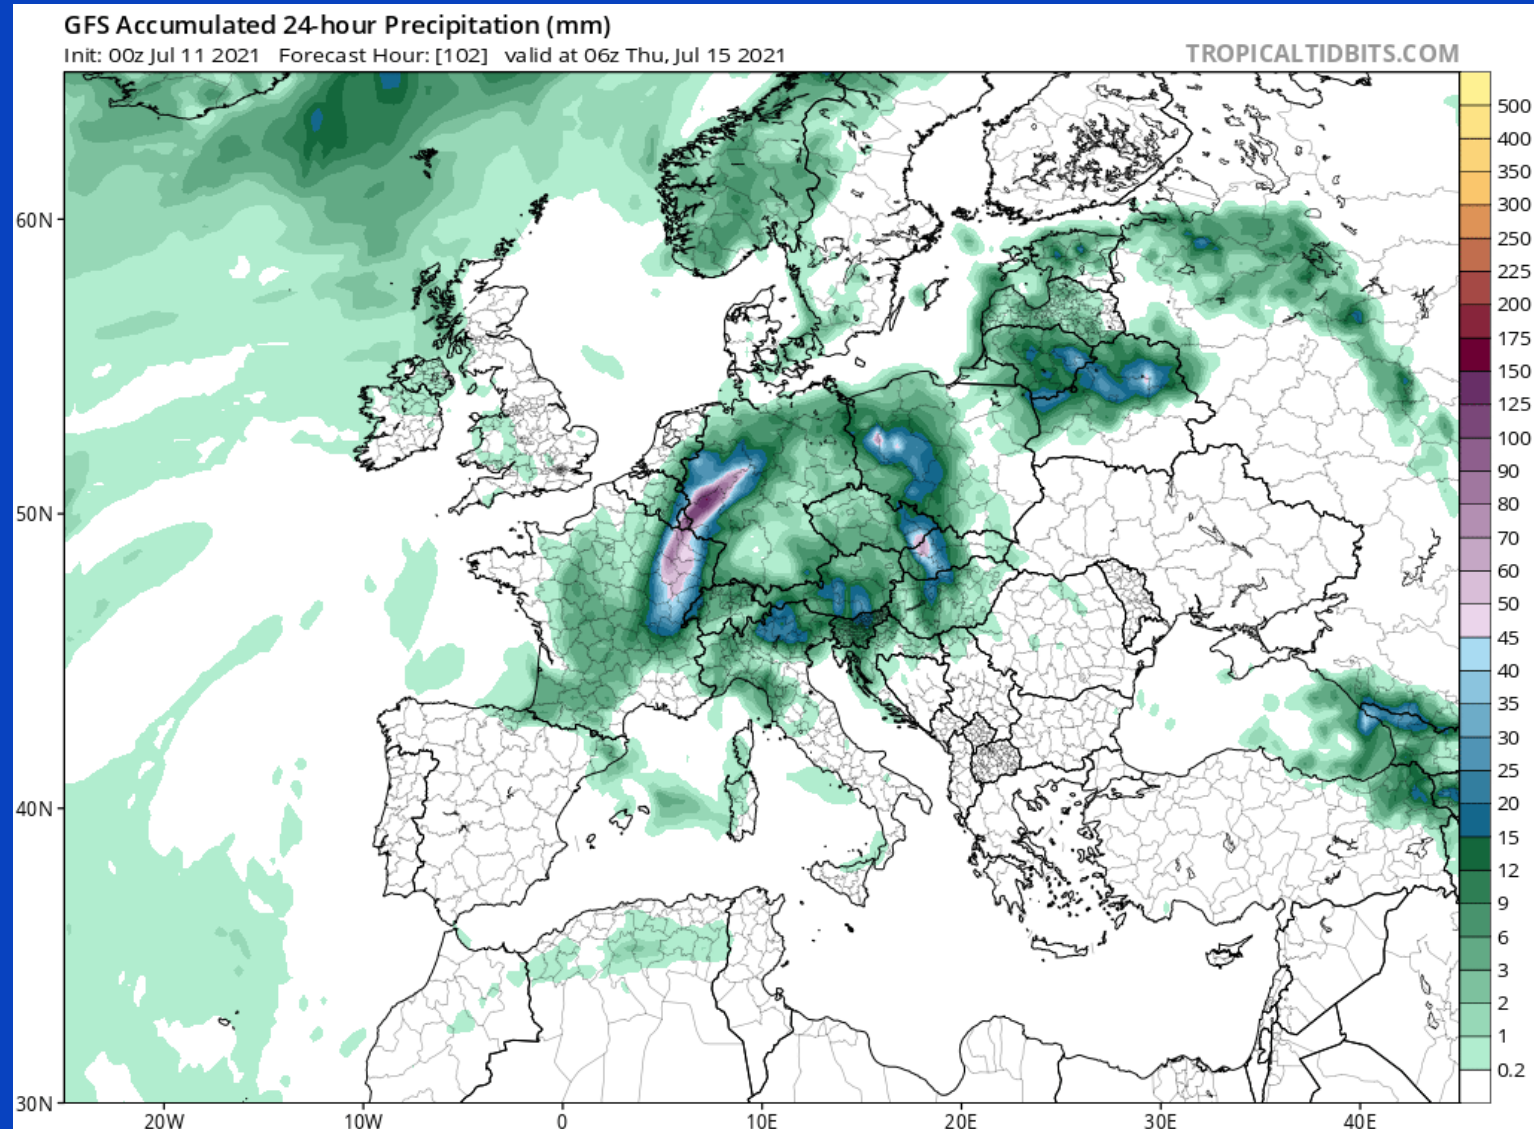 GFS Accumulated 24-hour Precipitation (mm)
Init: 00z Jul 11 2021 Forecast Hour: [102] valid at 06z Thu, Jul 15 2021
TROPICALTIDBITS.COM
500
400
350
300
250
225
200
175
150
125
100
90
80
70
60
50
45
40
35
30
25
20
15
12
9
6
3
2
1
0.2
60N
50N
40N
30N
20W
10W
0
10E
20E
30E
40E